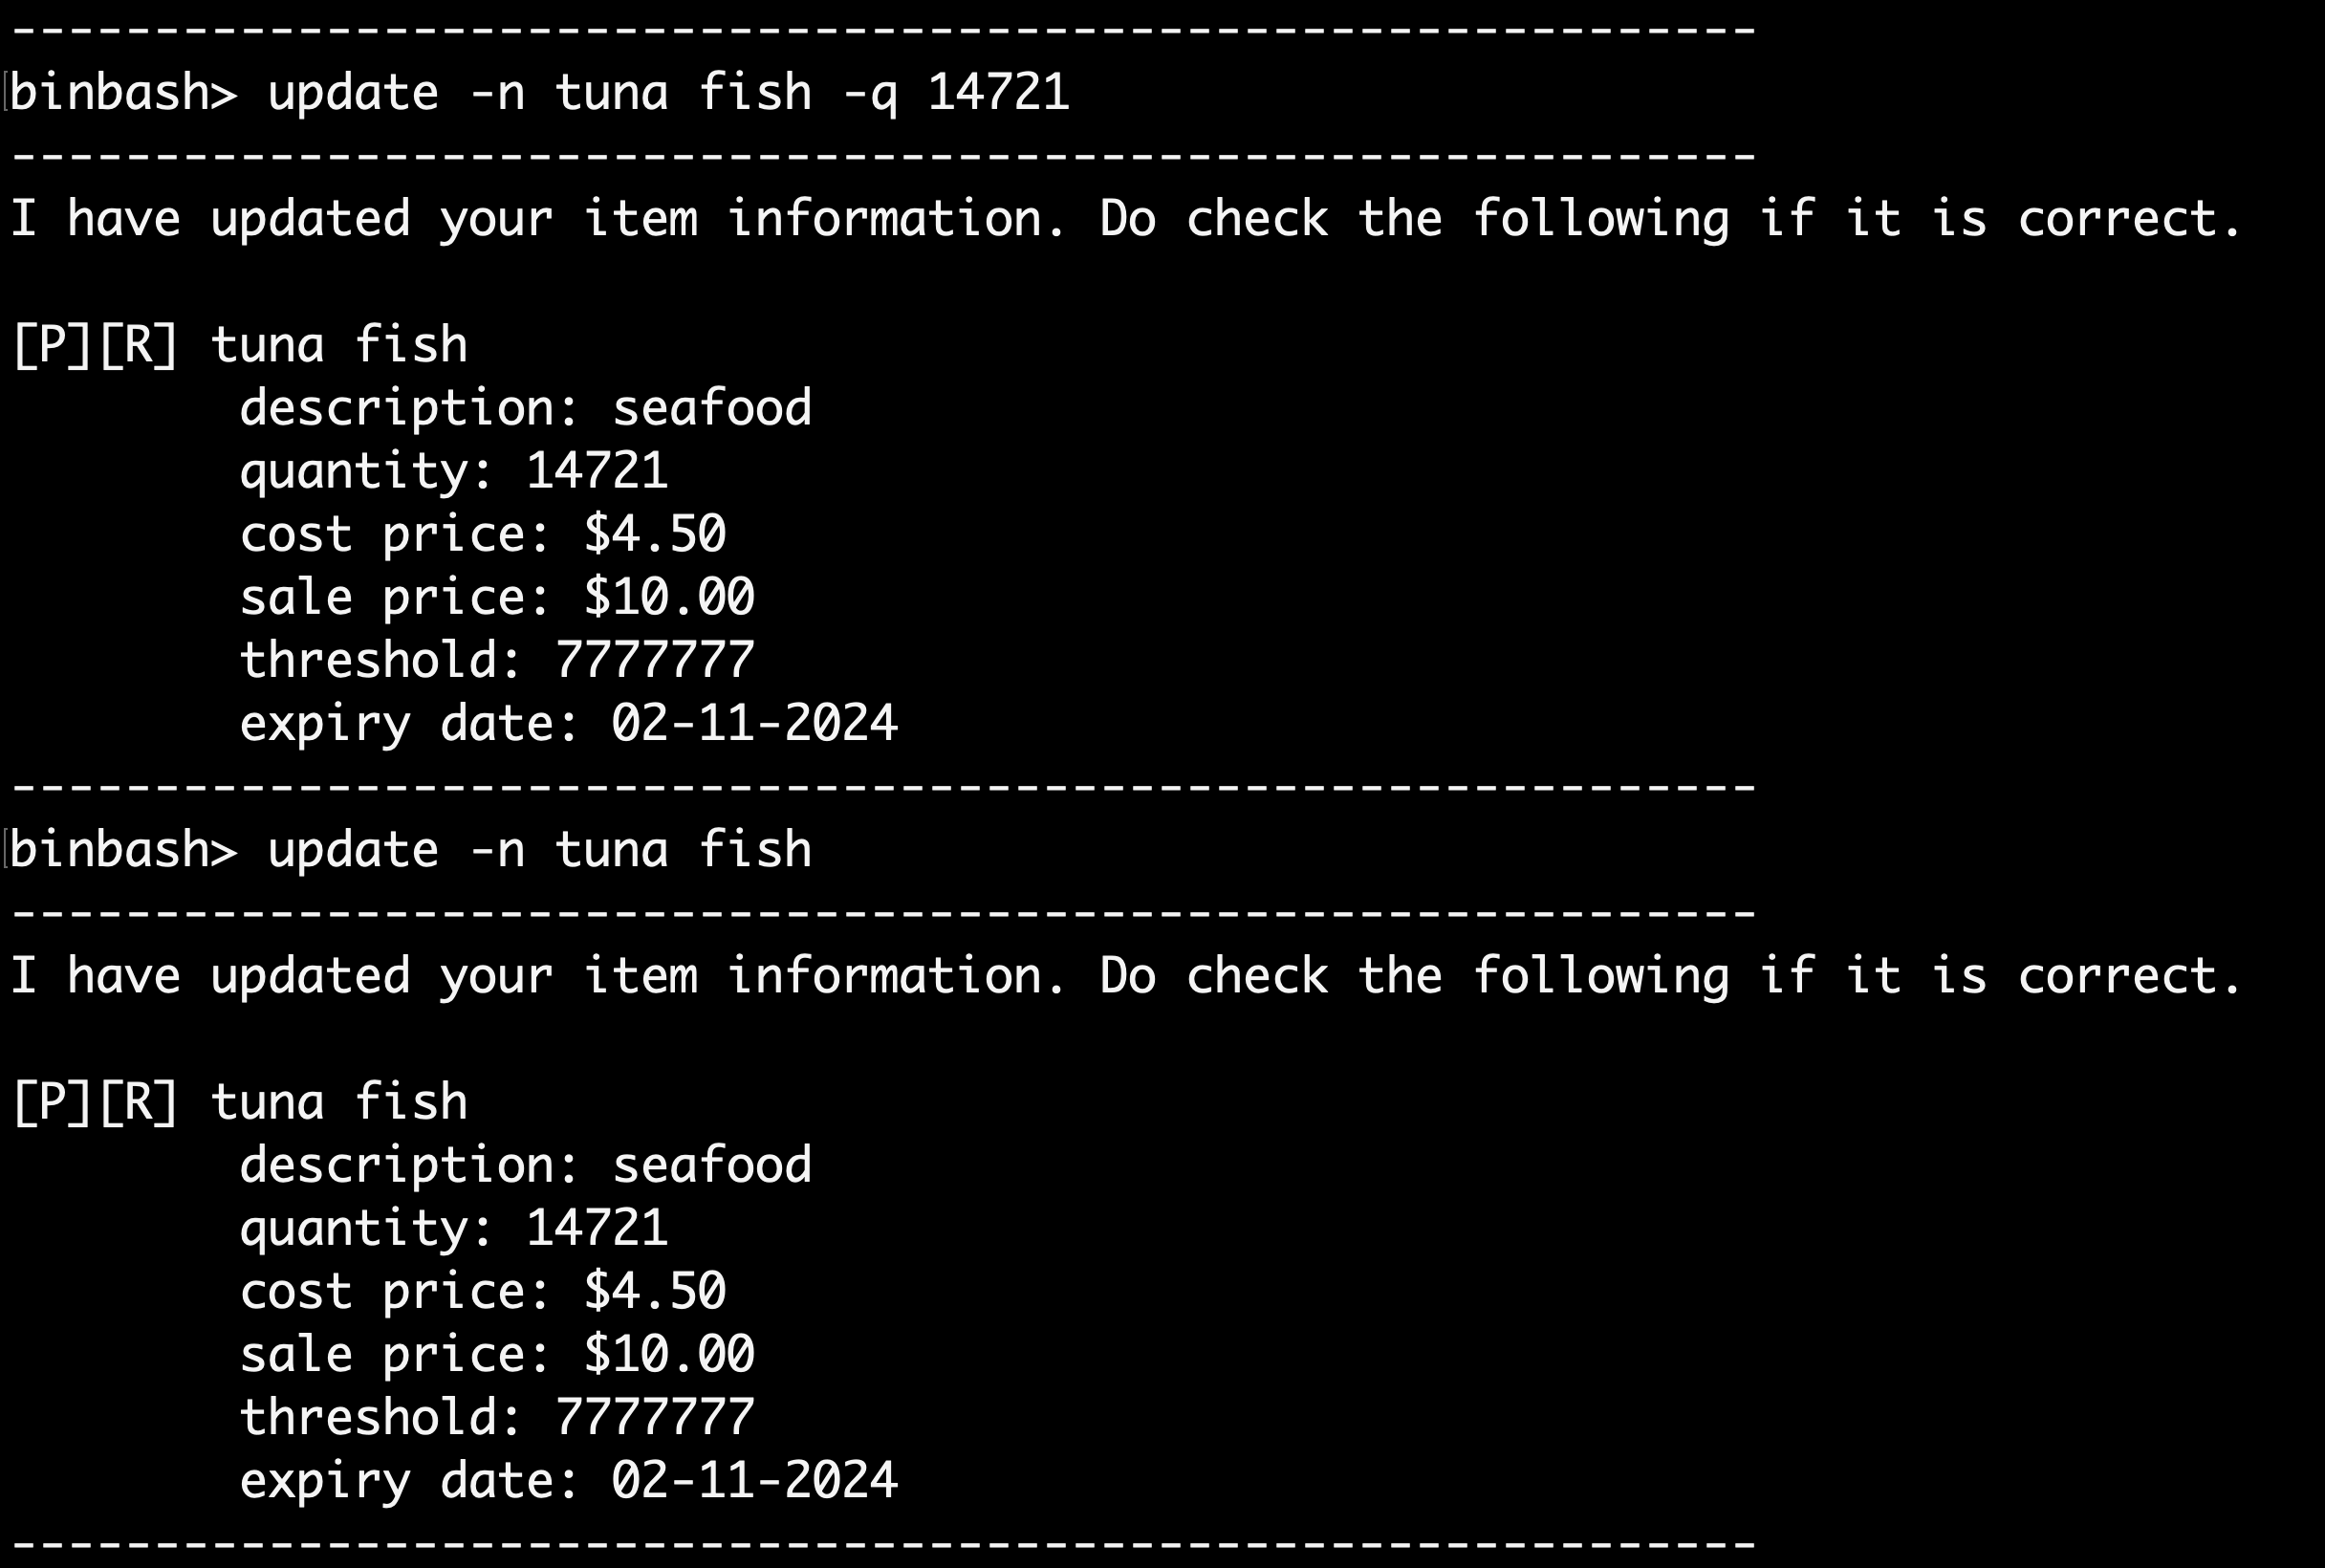 -------------------------------------------------------------
binbash> update -n tuna fish -q 14721
-------------------------------------------------------------
I have updated your item information. Do check the following if it is correct.

[P][R] tuna fish
        description: seafood
        quantity: 14721
        cost price: $4.50
        sale price: $10.00
        threshold: 7777777
        expiry date: 02-11-2024
-------------------------------------------------------------
binbash> update -n tuna fish
-------------------------------------------------------------
I have updated your item information. Do check the following if it is correct.

[P][R] tuna fish
        description: seafood
        quantity: 14721
        cost price: $4.50
        sale price: $10.00
        threshold: 7777777
        expiry date: 02-11-2024
-------------------------------------------------------------